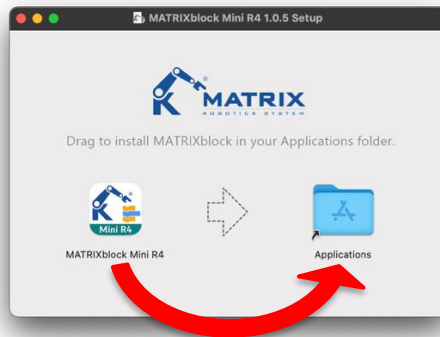 MATRIXblock Mini R4 1.0.5 Setup
MATRIX
ROBOTICS SYSTEM
Drag to install MATRIXblock in your Applications folder.
Mini R4
MATRIXblock Mini R4
Applications